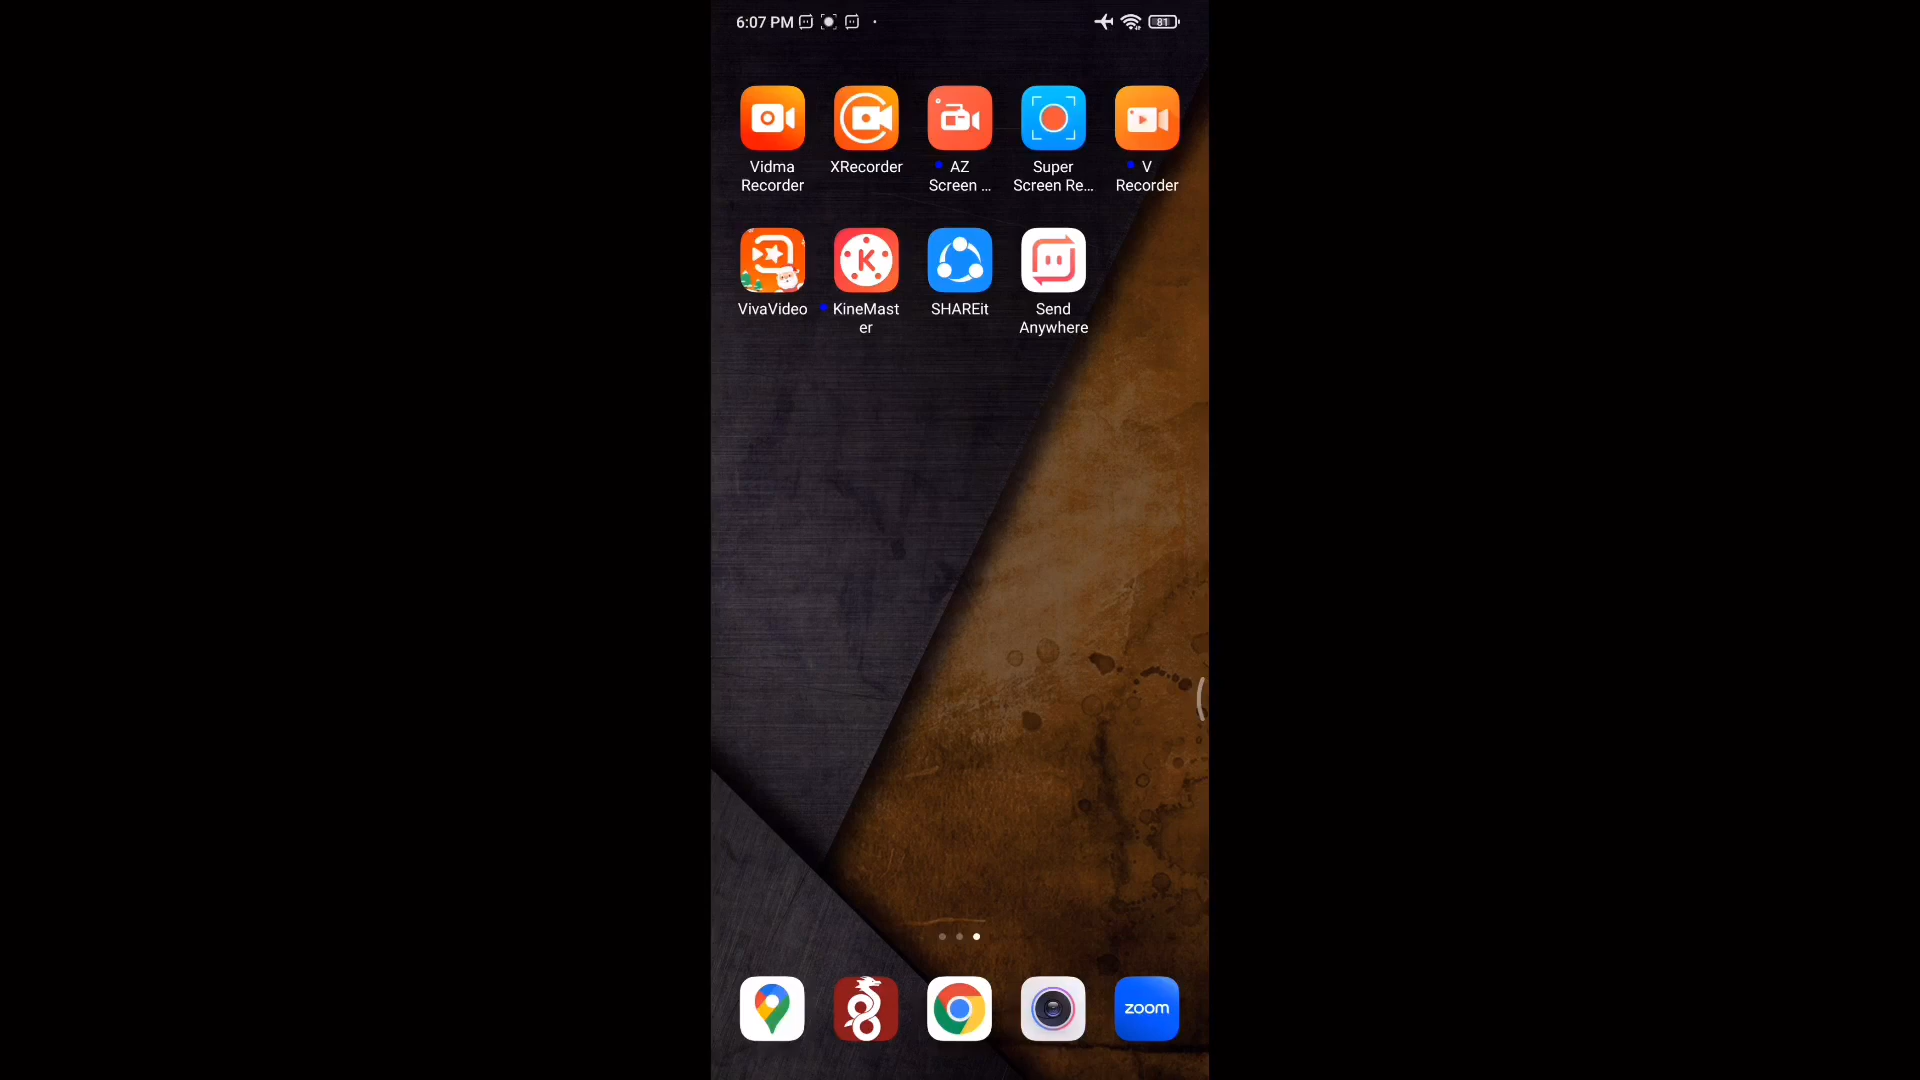 6:07 PM
81
Vidma
Recorder
XRecorder
AZ
Screen ...
Super
Screen Re...
V
Recorder
VivaVideo
KineMast
er
SHAREit
Send
Anywhere
zoom